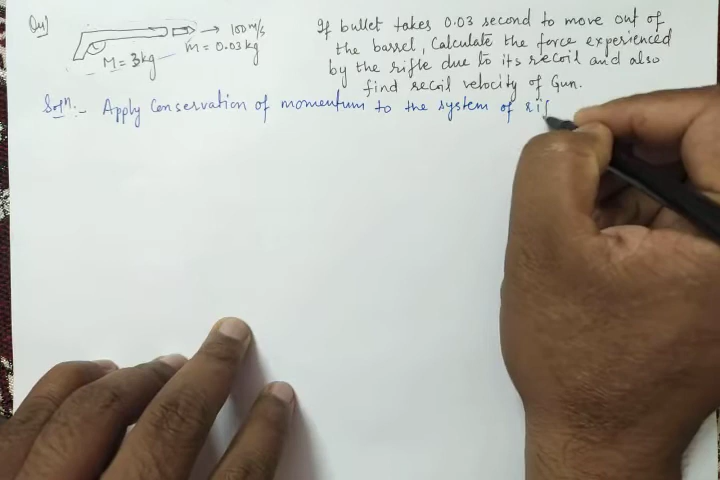 Qu)
100 m/s
m = 0.03 kg
M = 3 kg
If bullet takes 0.03 second to move out of
the barrel, Calculate the force experienced
by the rifle due to its recoil and also
find recoil velocity of Gun.
Solⁿ:- Apply Conservation of momentum to the system of rif